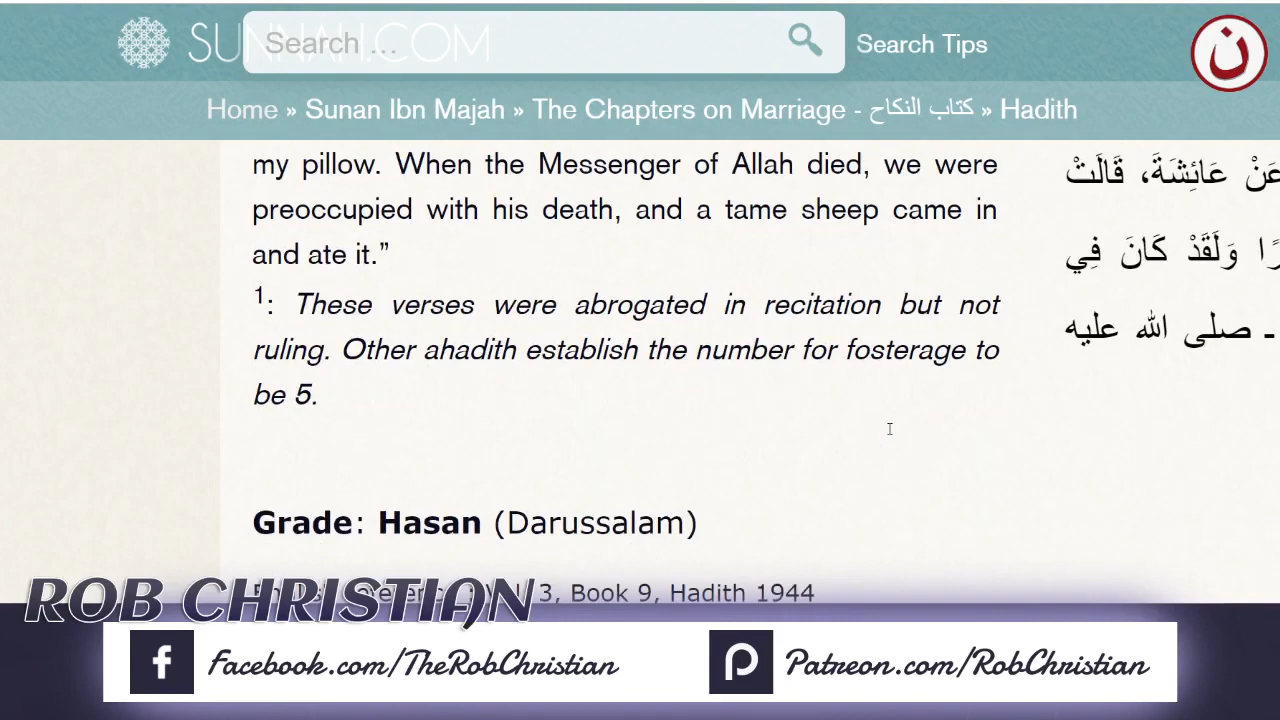 SUNNAH.COM
Search ...
Search Tips
ن
Home » Sunan Ibn Majah » The Chapters on Marriage - كتاب النكاح » Hadith
my pillow. When the Messenger of Allah died, we were
preoccupied with his death, and a tame sheep came in
and ate it.”
1: These verses were abrogated in recitation but not
ruling. Other ahadith establish the number for fosterage to
be 5.
عَنْ عَائِشَةَ، قَالَتْ
وَلَقَدْ كَانَ فِي
ـ صلى الله عليه
Grade: Hasan (Darussalam)
3, Book 9, Hadith 1944
ROB CHRISTIAN
f Facebook.com/TheRobChristian
Patreon.com/RobChristian